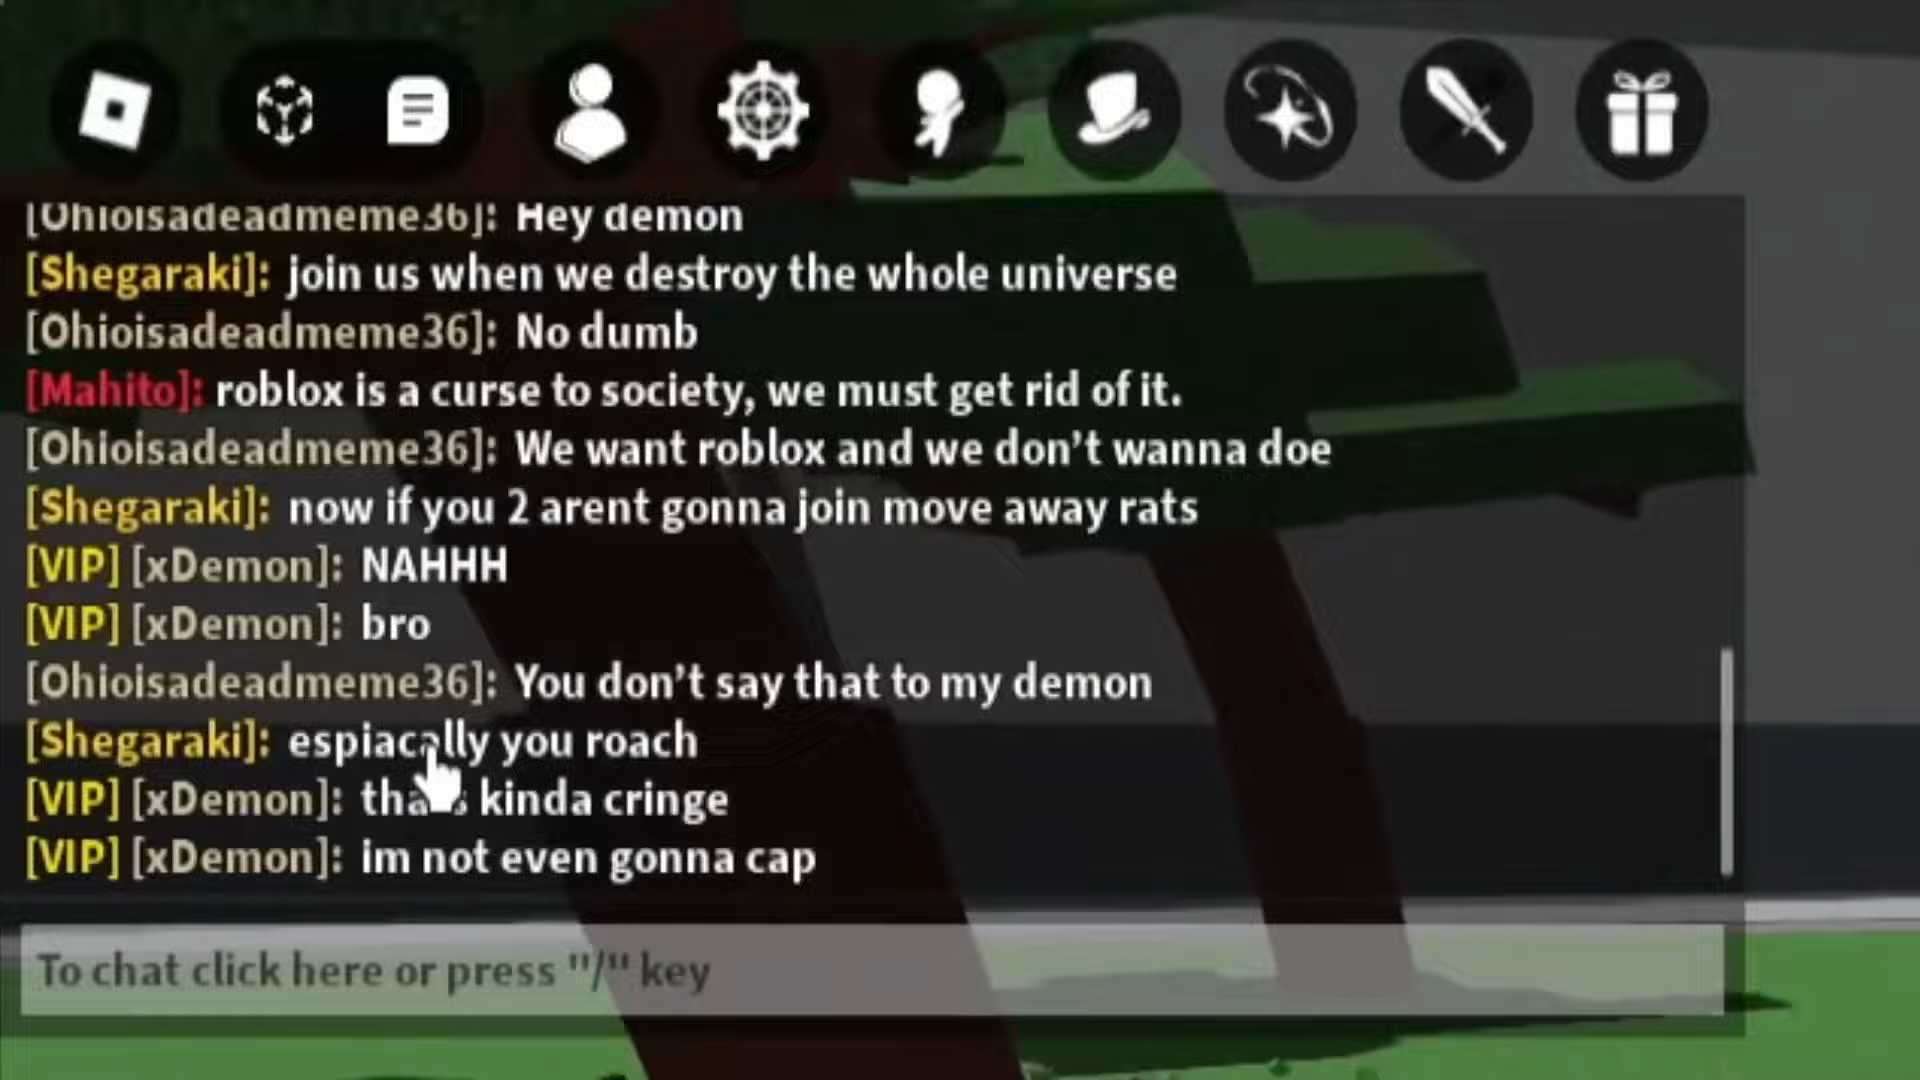 [Ohioisadeadmeme36]: Hey demon
[Shegaraki]: join us when we destroy the whole universe
[Ohioisadeadmeme36]: No dumb
[Mahito]: roblox is a curse to society, we must get rid of it.
[Ohioisadeadmeme36]: We want roblox and we don't wanna doe
[Shegaraki]: now if you 2 arent gonna join move away rats
[VIP] [xDemon]: NAHHH
[VIP] [xDemon]: bro
[Ohioisadeadmeme36]: You don't say that to my demon
[Shegaraki]: espiacally you roach
[VIP] [xDemon]: kinda cringe
[VIP] [xDemon]: im not even gonna cap
To chat click here or press "/" key